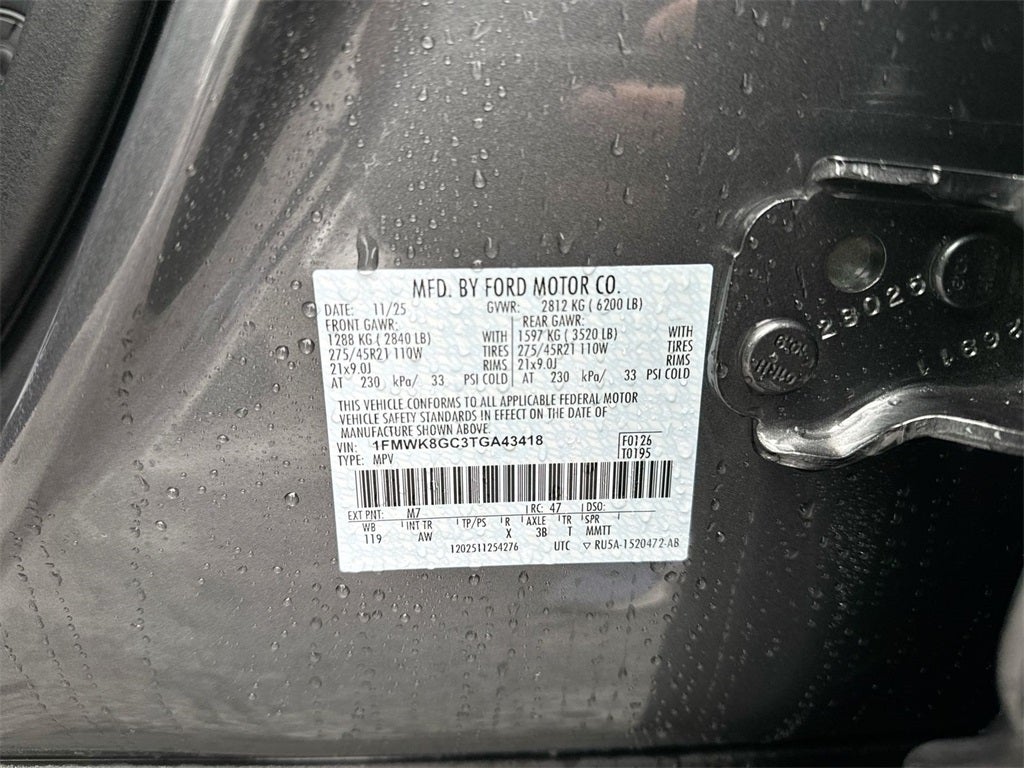 MFD. BY FORD MOTOR CO.
DATE: 11/25 GVWR: 2812 KG ( 6200 LB)
FRONT GAWR: REAR GAWR:
1288 KG ( 2840 LB) WITH 1597 KG ( 3520 LB) WITH
275/45R21 110W TIRES 275/45R21 110W TIRES
21x9.0J RIMS 21x9.0J RIMS
AT 230 kPa/ 33 PSI COLD AT 230 kPa/ 33 PSI COLD
THIS VEHICLE CONFORMS TO ALL APPLICABLE FEDERAL MOTOR
VEHICLE SAFETY STANDARDS IN EFFECT ON THE DATE OF
MANUFACTURE SHOWN ABOVE.
VIN: 1FMWK8GC3TGA43418 F0126
TYPE: MPV T0195
EXT PNT: M7 RC: 47 DSO:
WB INT TR TP/PS R AXLE TR SPR
119 AW X 3B T MMTT
1202511254276 UTC ▽ RU5A-1520472-AB